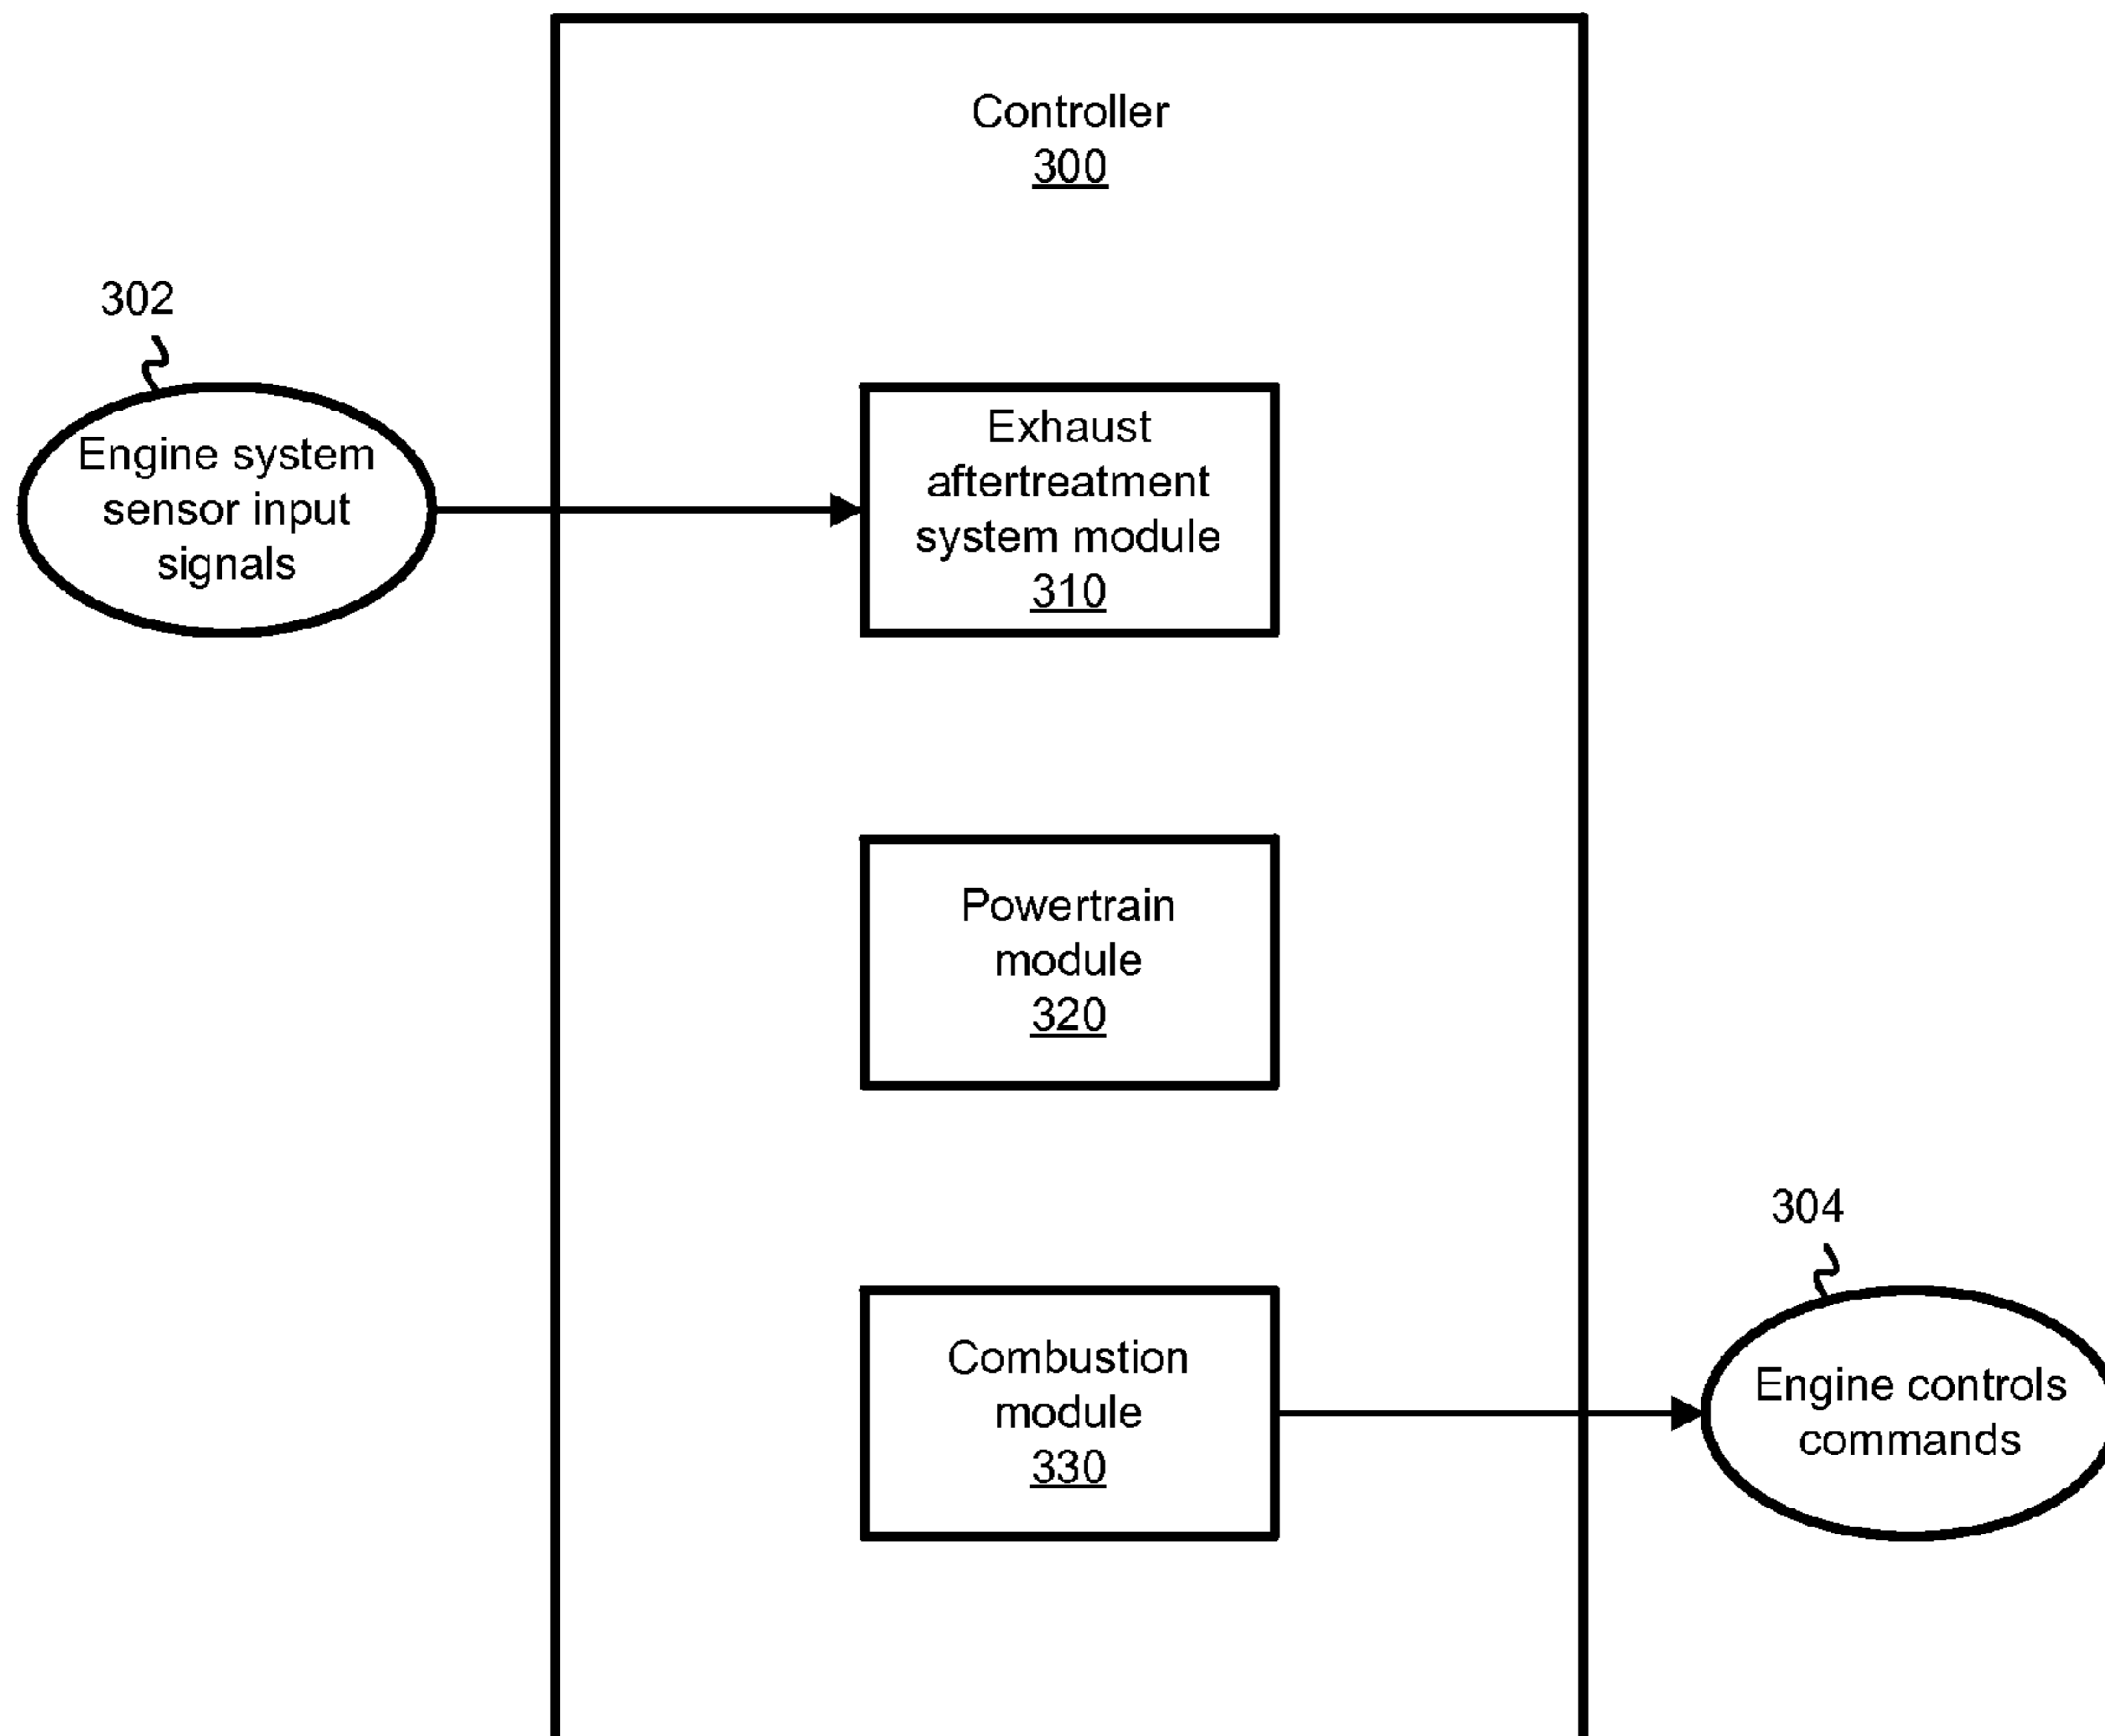 Controller
300
302
Engine system
sensor input
signals
Exhaust
aftertreatment
system module
310
Powertrain
module
320
304
Combustion
module
330
Engine controls
commands